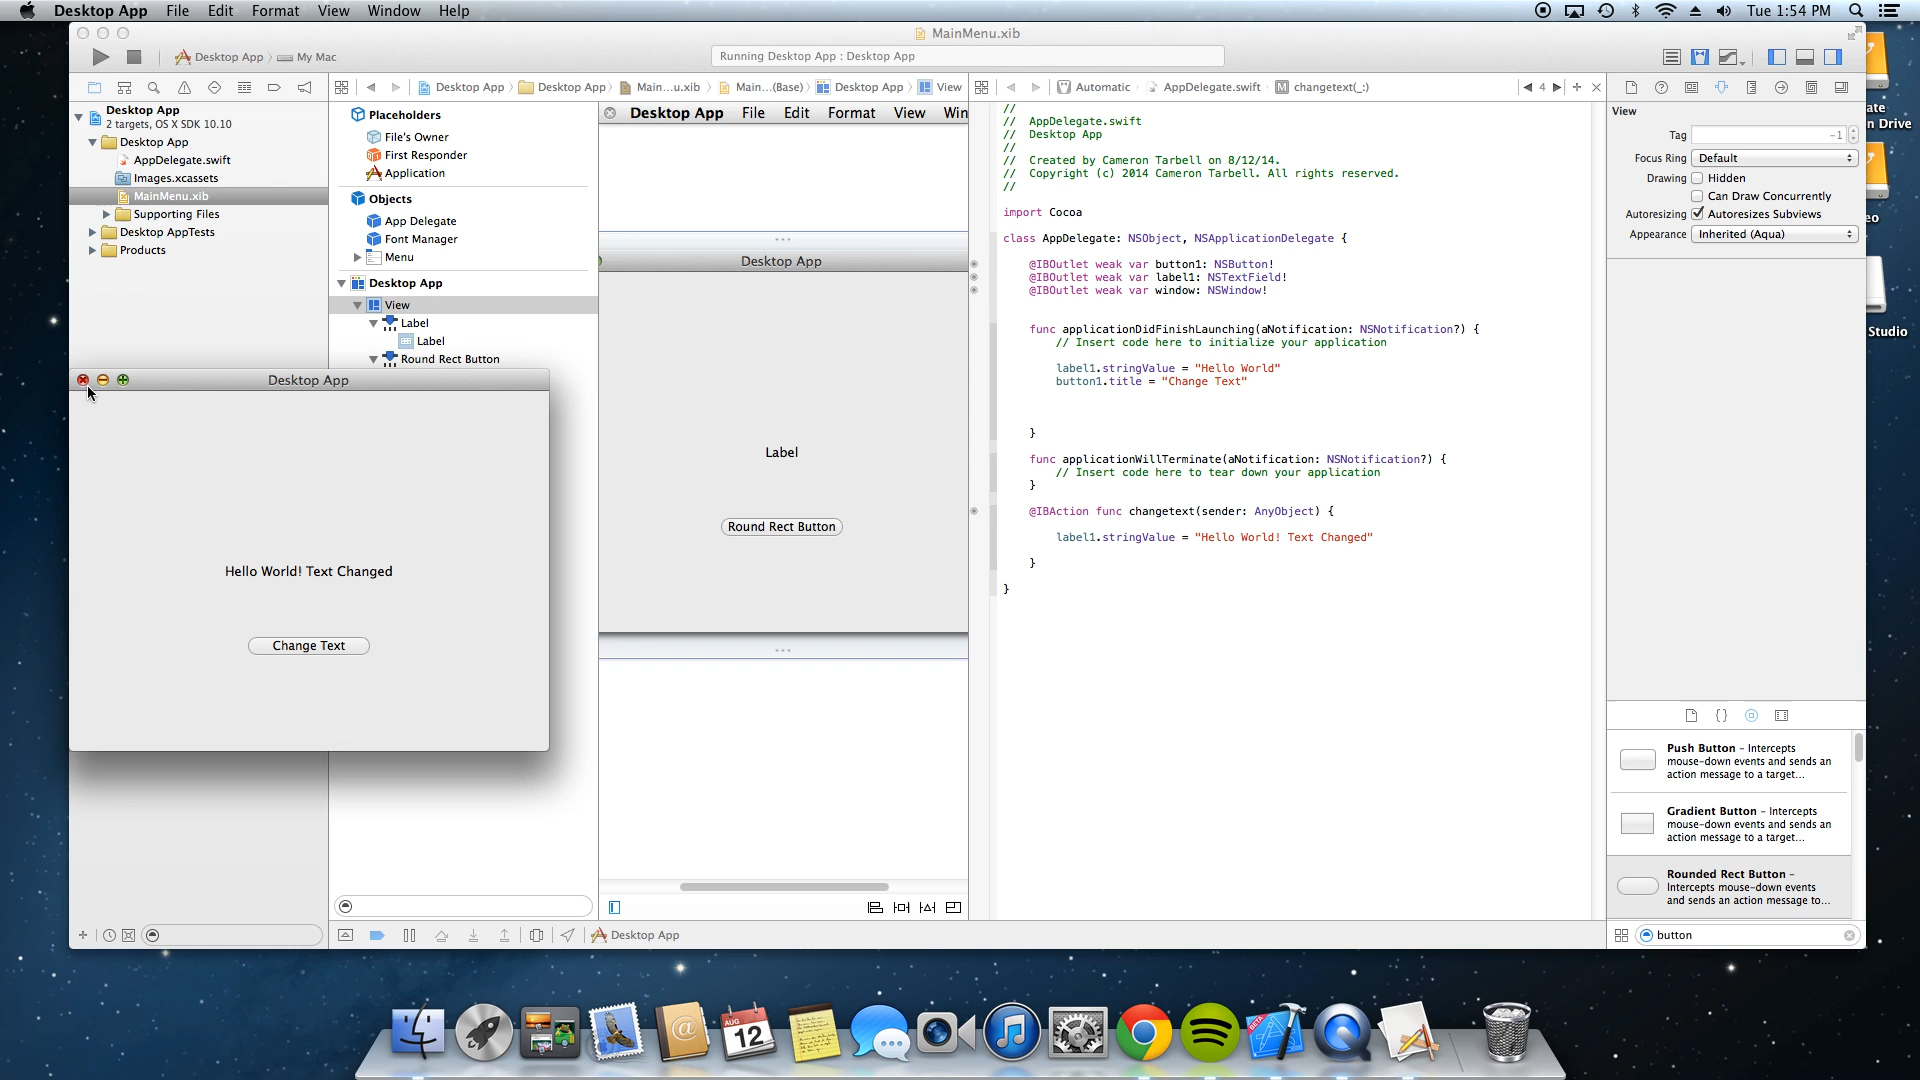 Desktop App File Edit Format View Window Help
Tue 1:54 PM
MainMenu.xib
Desktop App My Mac
Running Desktop App : Desktop App
Desktop App Desktop App Main...u.xib Main...(Base) Desktop App View
Automatic AppDelegate.swift M changetext(_:)
4
Desktop App
2 targets, OS X SDK 10.10
Desktop App
AppDelegate.swift
Images.xcassets
MainMenu.xib
Supporting Files
Desktop AppTests
Products
Placeholders
File's Owner
First Responder
Application
Objects
App Delegate
Font Manager
Menu
Desktop App
View
Label
Label
Round Rect Button
Desktop App File Edit Format View Win
Desktop App
Label
Round Rect Button
Desktop App
Hello World! Text Changed
Change Text
//
// AppDelegate.swift
// Desktop App
//
// Created by Cameron Tarbell on 8/12/14.
// Copyright (c) 2014 Cameron Tarbell. All rights reserved.
//
import Cocoa
class AppDelegate: NSObject, NSApplicationDelegate {
@IBOutlet weak var button1: NSButton!
@IBOutlet weak var label1: NSTextField!
@IBOutlet weak var window: NSWindow!
func applicationDidFinishLaunching(aNotification: NSNotification?) {
// Insert code here to initialize your application
label1.stringValue = "Hello World"
button1.title = "Change Text"
}
func applicationWillTerminate(aNotification: NSNotification?) {
// Insert code here to tear down your application
}
@IBAction func changetext(sender: AnyObject) {
label1.stringValue = "Hello World! Text Changed"
}
}
View
Tag -1
Focus Ring Default
Drawing Hidden
Can Draw Concurrently
Autoresizing Autoresizes Subviews
Appearance Inherited (Aqua)
Push Button - Intercepts
mouse-down events and sends an
action message to a target...
Gradient Button - Intercepts
mouse-down events and sends an
action message to a target...
Rounded Rect Button -
Intercepts mouse-down events
and sends an action message to...
button
Desktop App
ate
n Drive
eo
Studio
AUG
12
BETA